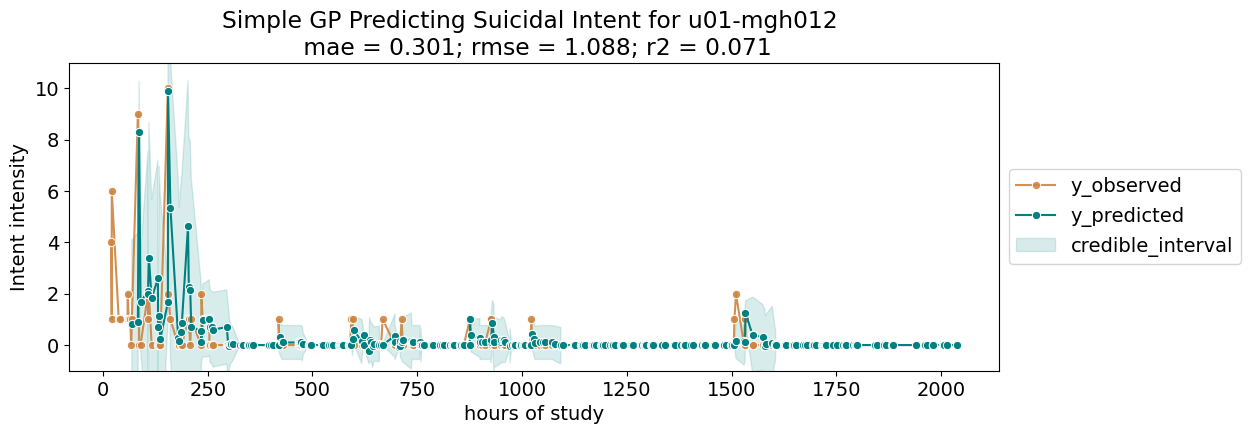 Simple GP Predicting Suicidal Intent for u01-mgh012
mae = 0.301; rmse = 1.088; r2 = 0.071
Intent intensity
10
8
6
4
2
0
0 250 500 750 1000 1250 1500 1750 2000
hours of study
y_observed
y_predicted
credible_interval